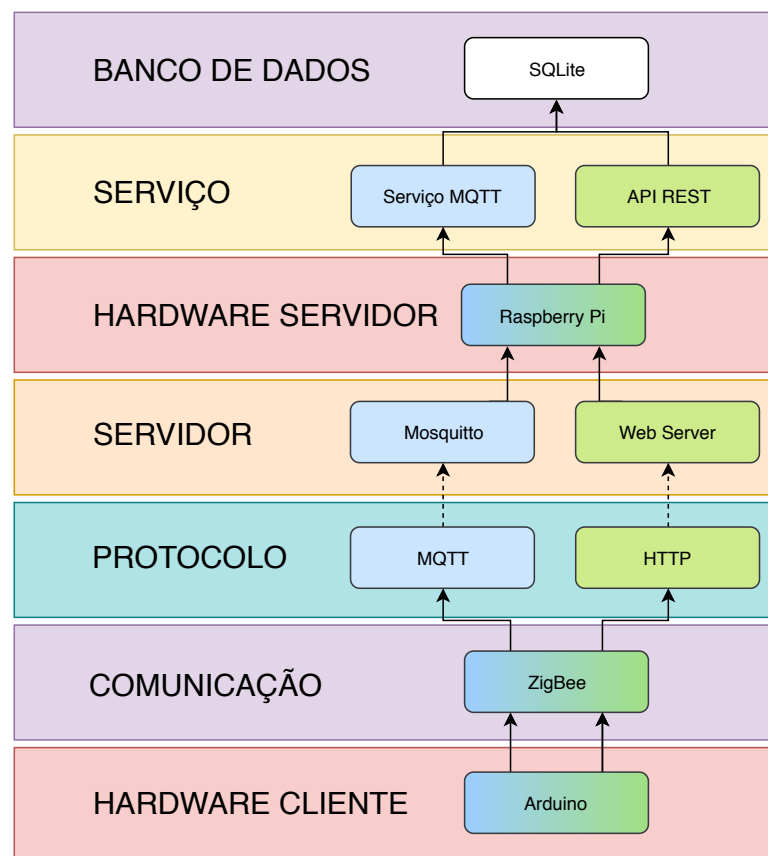 BANCO DE DADOS
SQLite
SERVIÇO
Serviço MQTT
API REST
HARDWARE SERVIDOR
Raspberry Pi
SERVIDOR
Mosquitto
Web Server
PROTOCOLO
MQTT
HTTP
COMUNICAÇÃO
ZigBee
HARDWARE CLIENTE
Arduino